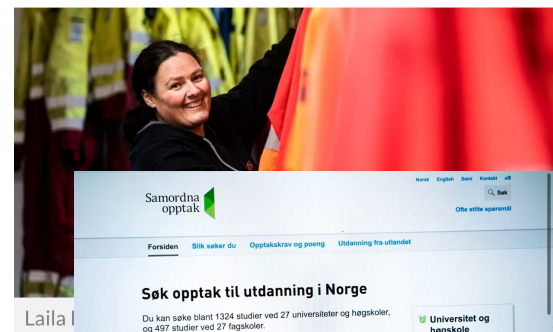 Norsk English Sámi Kontakt
Samordna
opptak
Søk
Ofte stilte spørsmål
Forsiden Slik søker du Opptakskrav og poeng Utdanning fra utlandet
Søk opptak til utdanning i Norge
Du kan søke blant 1324 studier ved 27 universiteter og høgskoler,
og 497 studier ved 27 fagskoler.
Universitet og
høgskole
Laila